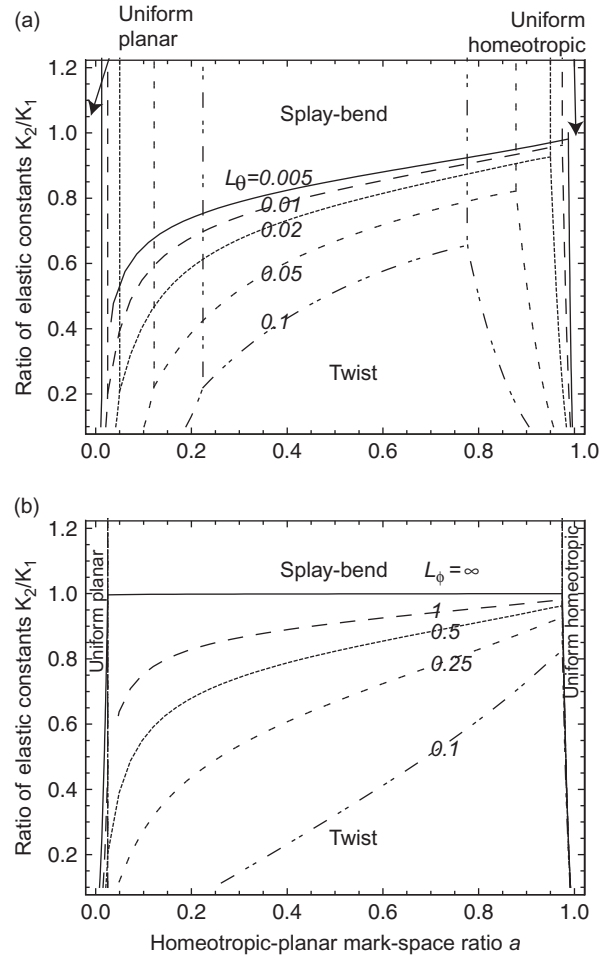 (a)
Uniform planar
Uniform homeotropic
Ratio of elastic constants K₂/K₁
1.2
1.0
0.8
0.6
0.4
0.2
Splay-bend
Lθ=0.005
0.01
0.02
0.05
0.1
Twist
0.0 0.2 0.4 0.6 0.8 1.0
(b)
Ratio of elastic constants K₂/K₁
1.2
1.0
0.8
0.6
0.4
0.2
Uniform planar
Splay-bend
Lϕ = ∞
1
0.5
0.25
0.1
Twist
Uniform homeotropic
0.0 0.2 0.4 0.6 0.8 1.0
Homeotropic-planar mark-space ratio a